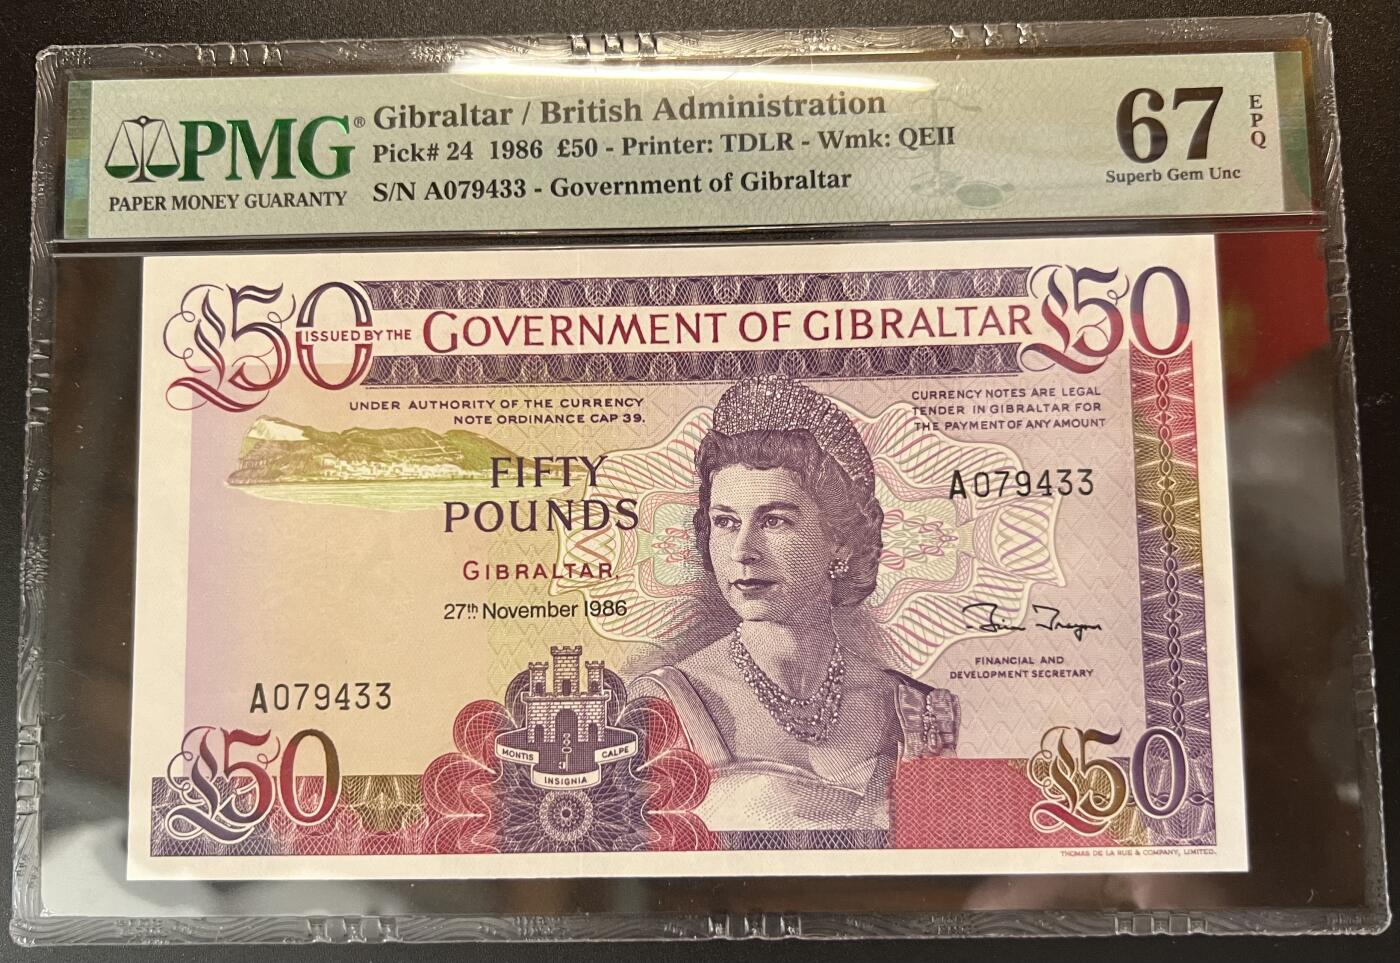 PMG®
PAPER MONEY GUARANTY
Gibraltar / British Administration
Pick# 24 1986 £50 - Printer: TDLR - Wmk: QEII
S/N A079433 - Government of Gibraltar
67
EPQ
Superb Gem Unc
£50
ISSUED BY THE GOVERNMENT OF GIBRALTAR
£50
UNDER AUTHORITY OF THE CURRENCY
NOTE ORDINANCE CAP 39.
CURRENCY NOTES ARE LEGAL
TENDER IN GIBRALTAR FOR
THE PAYMENT OF ANY AMOUNT
FIFTY
POUNDS
A079433
GIBRALTAR,
27th November 1986
FINANCIAL AND
DEVELOPMENT SECRETARY
A079433
£50
MONTIS
INSIGNIA
CALPE
£50
THOMAS DE LA RUE & COMPANY, LIMITED.